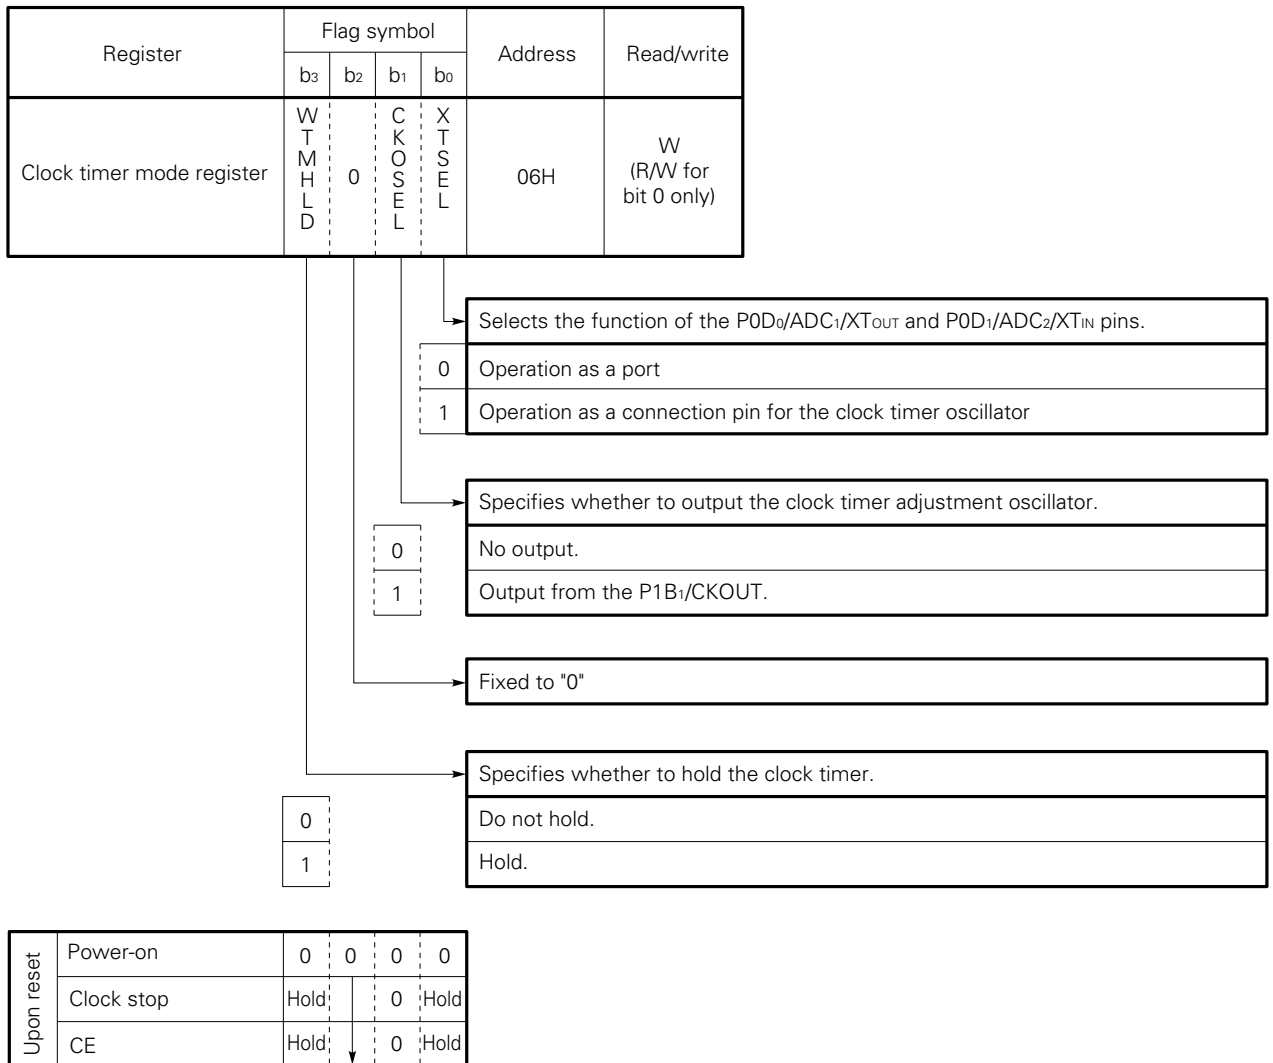 Register
Flag symbol
Address
Read/write
b3
b2
b1
b0
Clock timer mode register
WTMHLD
0
CKOSEL
XTSEL
06H
W
(R/W for
bit 0 only)
Selects the function of the P0D0/ADC1/XTOUT and P0D1/ADC2/XTIN pins.
0 Operation as a port
1 Operation as a connection pin for the clock timer oscillator
Specifies whether to output the clock timer adjustment oscillator.
0 No output.
1 Output from the P1B1/CKOUT.
Fixed to "0"
Specifies whether to hold the clock timer.
0 Do not hold.
1 Hold.
Upon reset
Power-on 0 0 0 0
Clock stop Hold 0 Hold
CE Hold 0 Hold